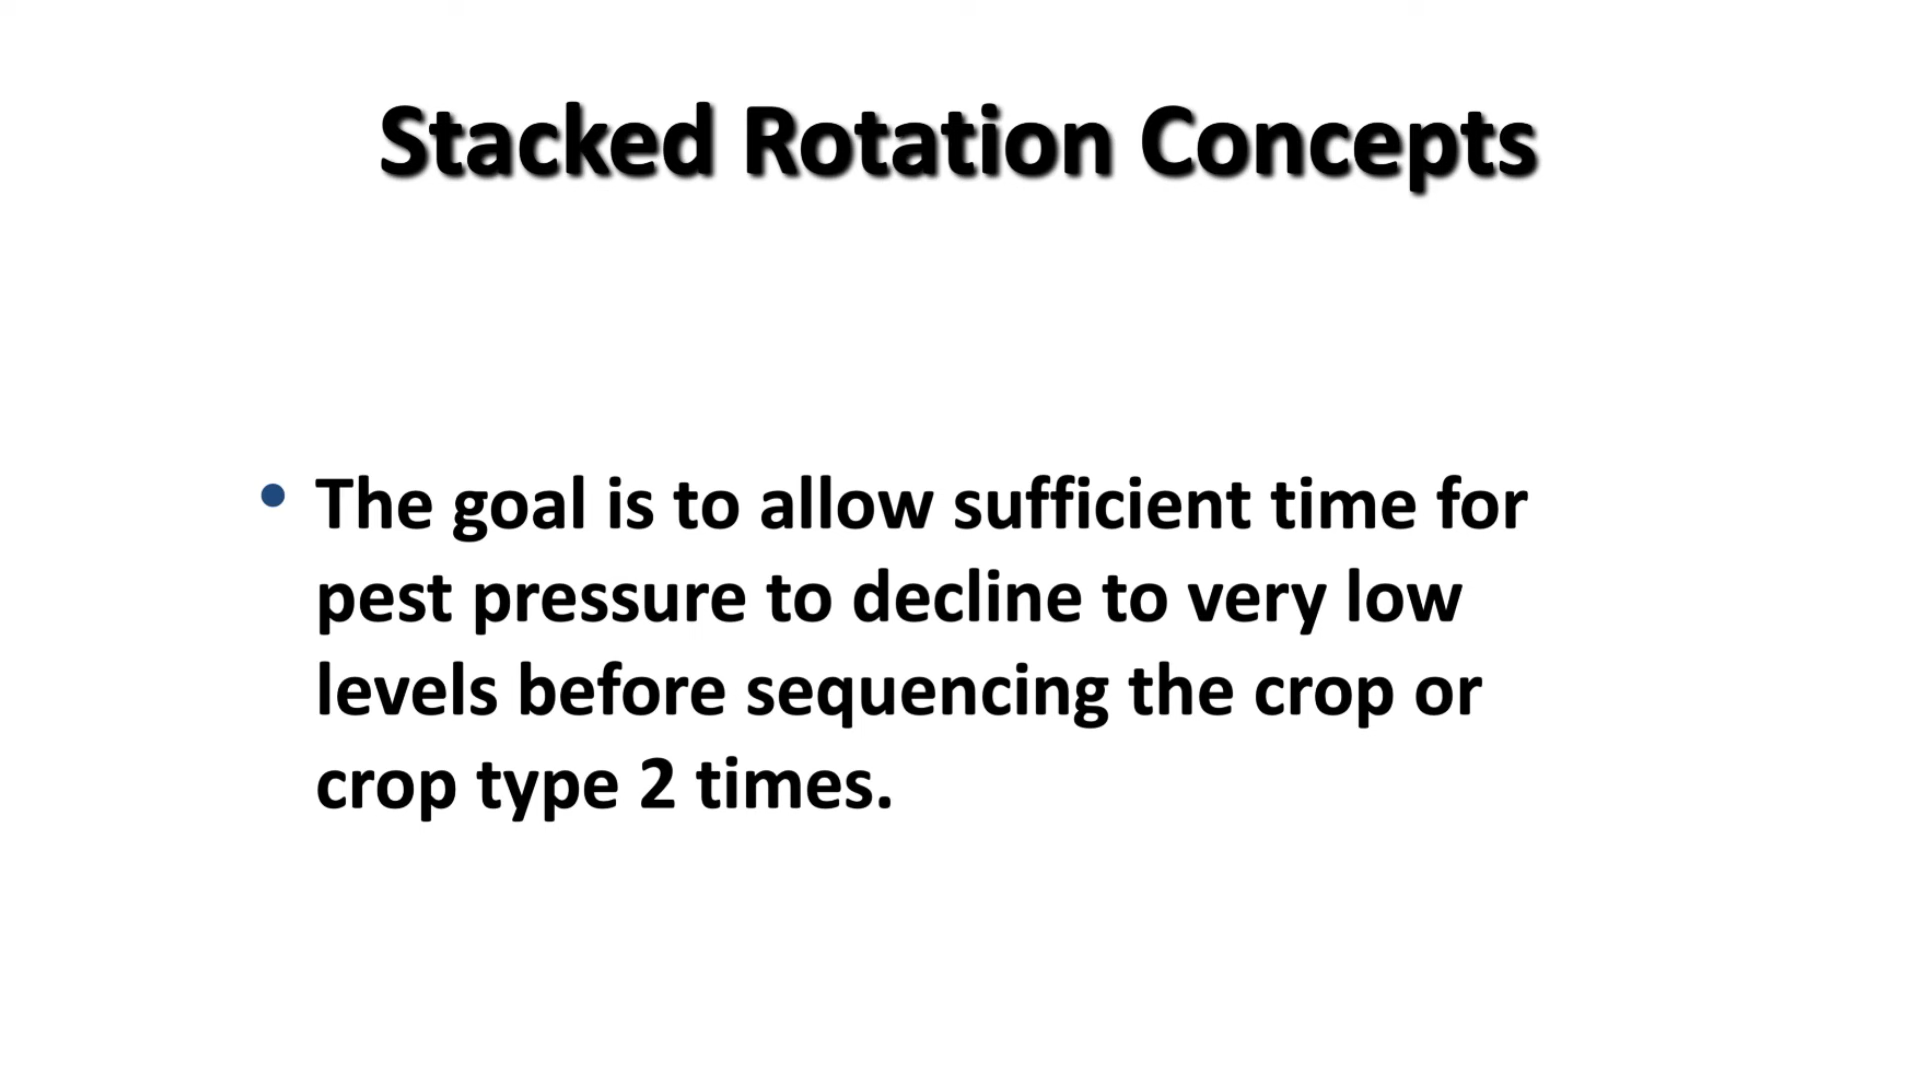 Stacked Rotation Concepts
• The goal is to allow sufficient time for
pest pressure to decline to very low
levels before sequencing the crop or
crop type 2 times.